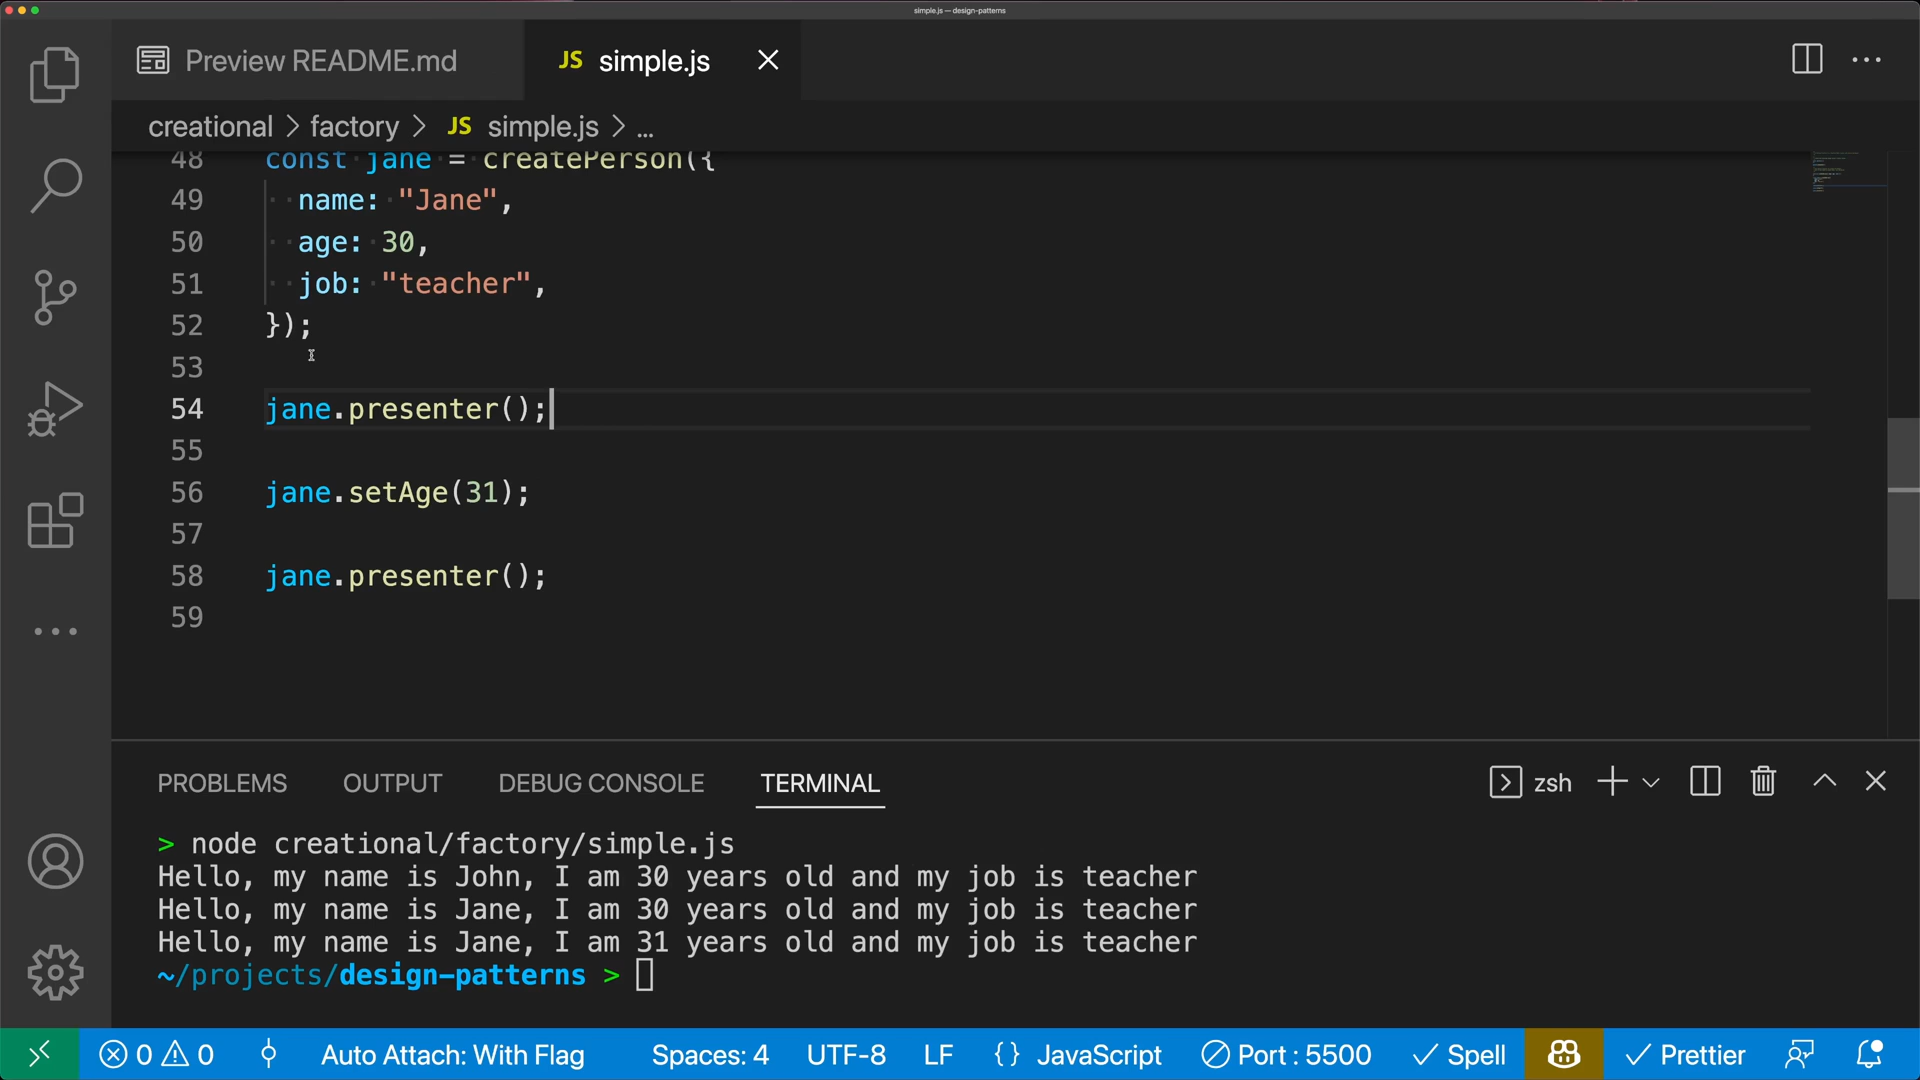 simple.js — design-patterns
Preview README.md
JS simple.js
creational > factory > JS simple.js > ...
48 const jane = createPerson({
49 name: "Jane",
50 age: 30,
51 job: "teacher",
52 });
53
54 jane.presenter();
55
56 jane.setAge(31);
57
58 jane.presenter();
59
PROBLEMS OUTPUT DEBUG CONSOLE TERMINAL zsh
> node creational/factory/simple.js
Hello, my name is John, I am 30 years old and my job is teacher
Hello, my name is Jane, I am 30 years old and my job is teacher
Hello, my name is Jane, I am 31 years old and my job is teacher
~/projects/design-patterns >
0 0 Auto Attach: With Flag Spaces: 4 UTF-8 LF {} JavaScript Port : 5500 Spell Prettier